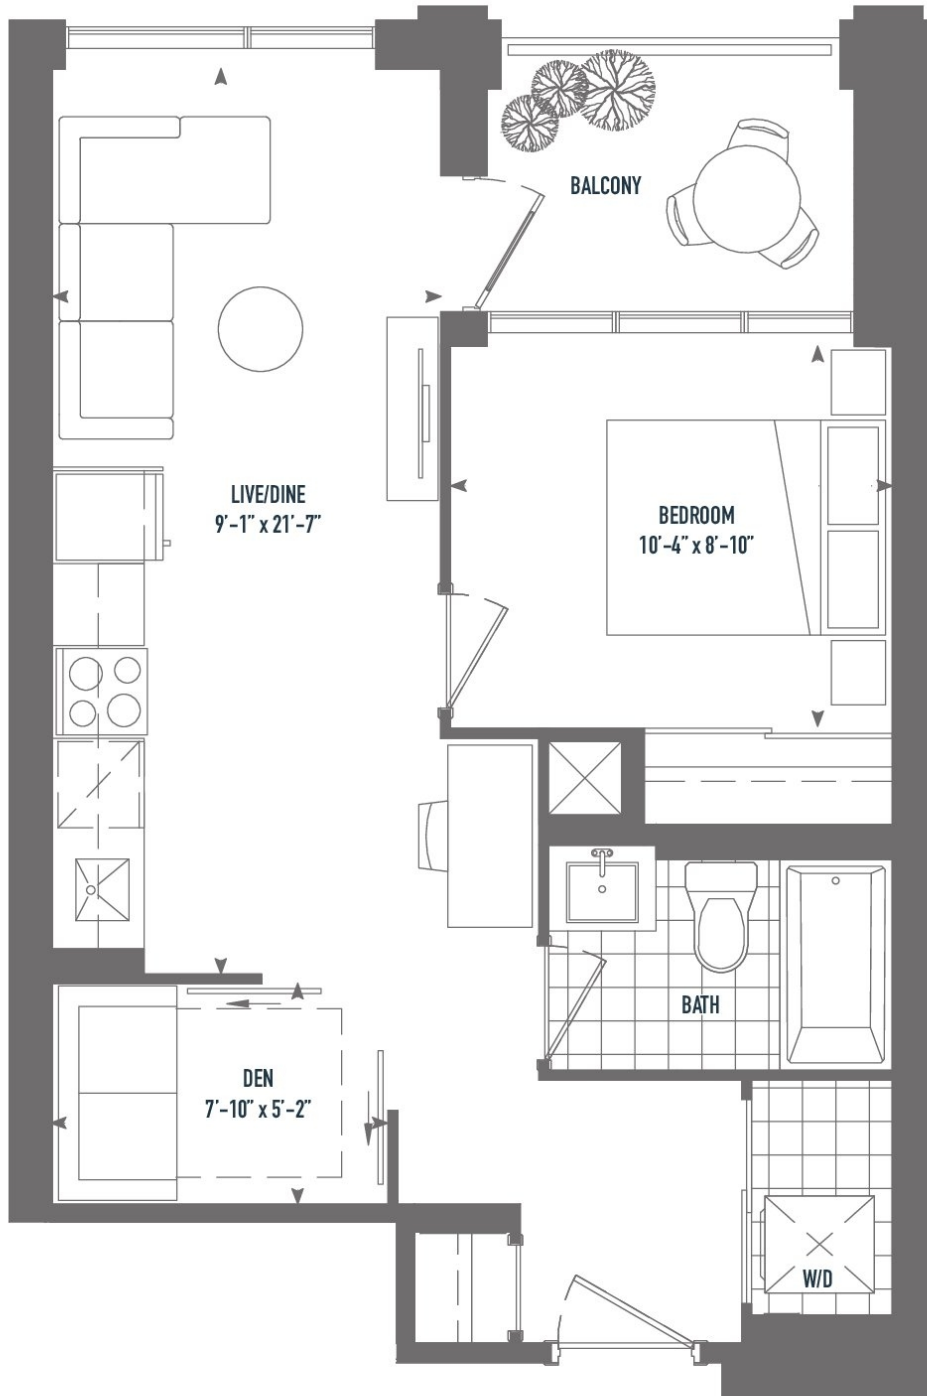 BALCONY
LIVE/DINE
9'-1" x 21'-7"
BEDROOM
10'-4" x 8'-10"
BATH
DEN
7'-10" x 5'-2"
W/D